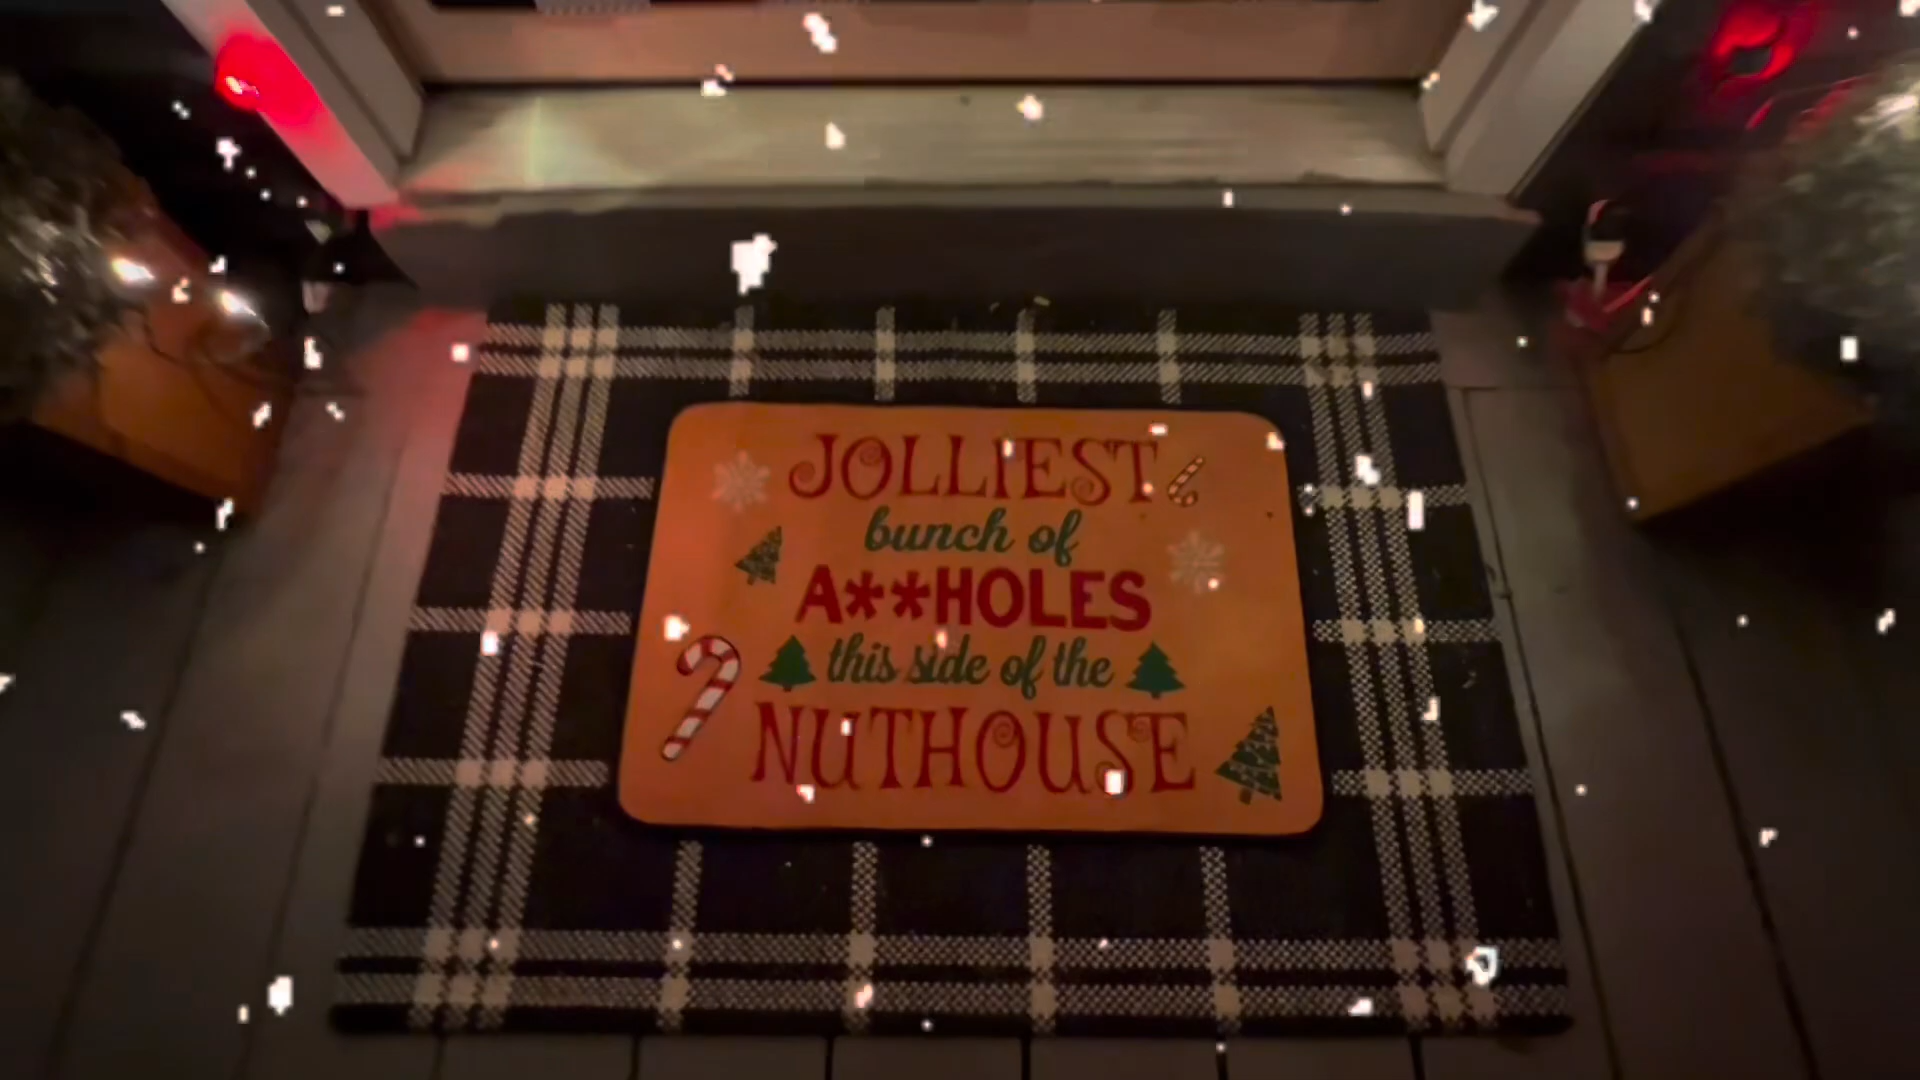 JOLLIEST
bunch of
A**HOLES
this side of the
NUTHOUSE